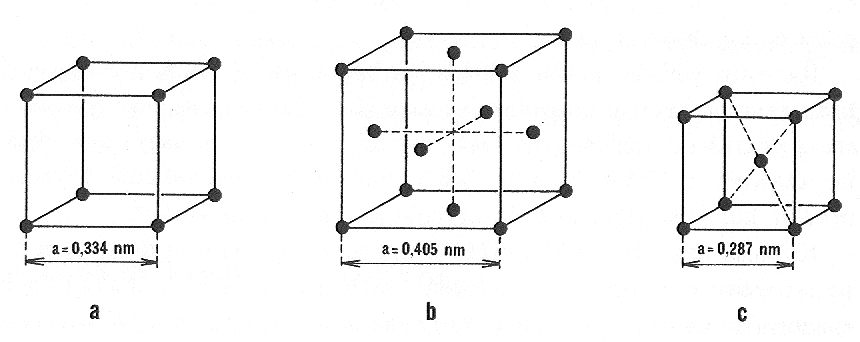 a = 0,334 nm
a = 0,405 nm
a = 0,287 nm
a
b
c